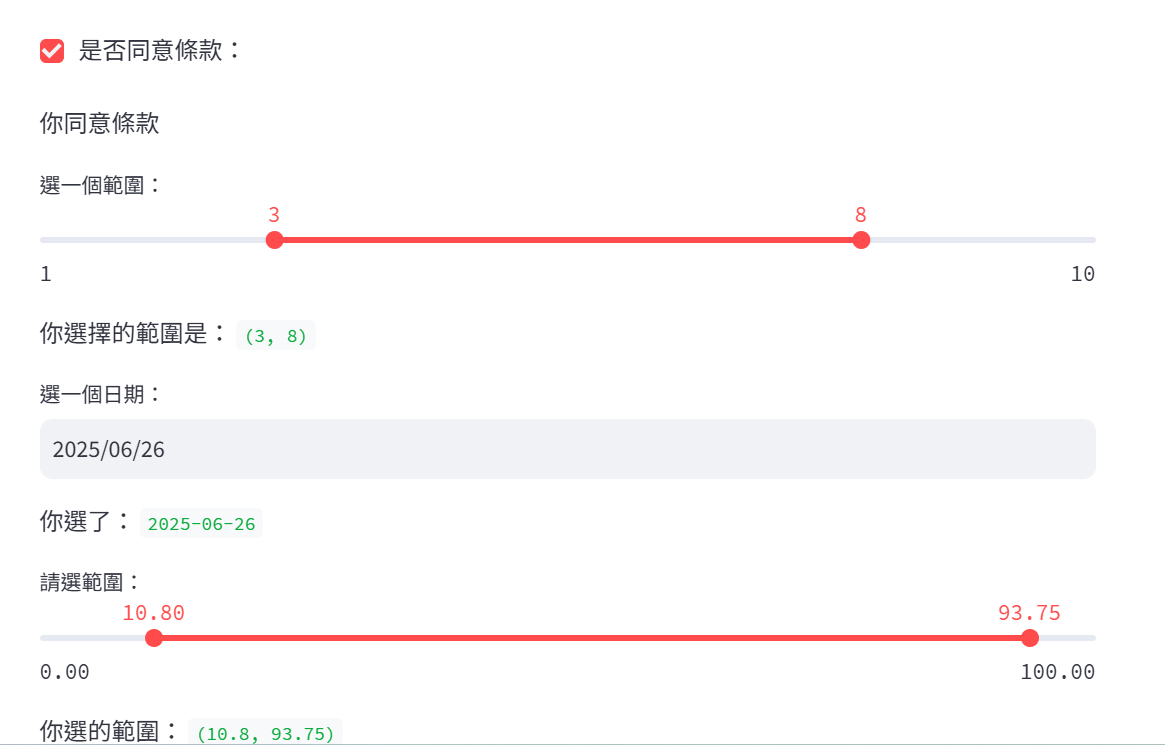 是否同意條款：
你同意條款
選一個範圍：
3 8
1 10
你選擇的範圍是： (3, 8)
選一個日期：
2025/06/26
你選了： 2025-06-26
請選範圍：
10.80 93.75
0.00 100.00
你選的範圍： (10.8, 93.75)